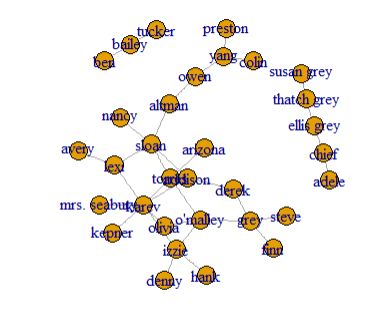 preston
tucker
bailey
yang
ben
colin
susan grey
owen
thatch grey
altman
nancy
ellis grey
sloan
avery
arizona
chief
lexi
torres
addison
adele
derek
mrs. seabury
karev
o'malley
grey
steve
olivia
kepner
izzie
finn
denny
hank